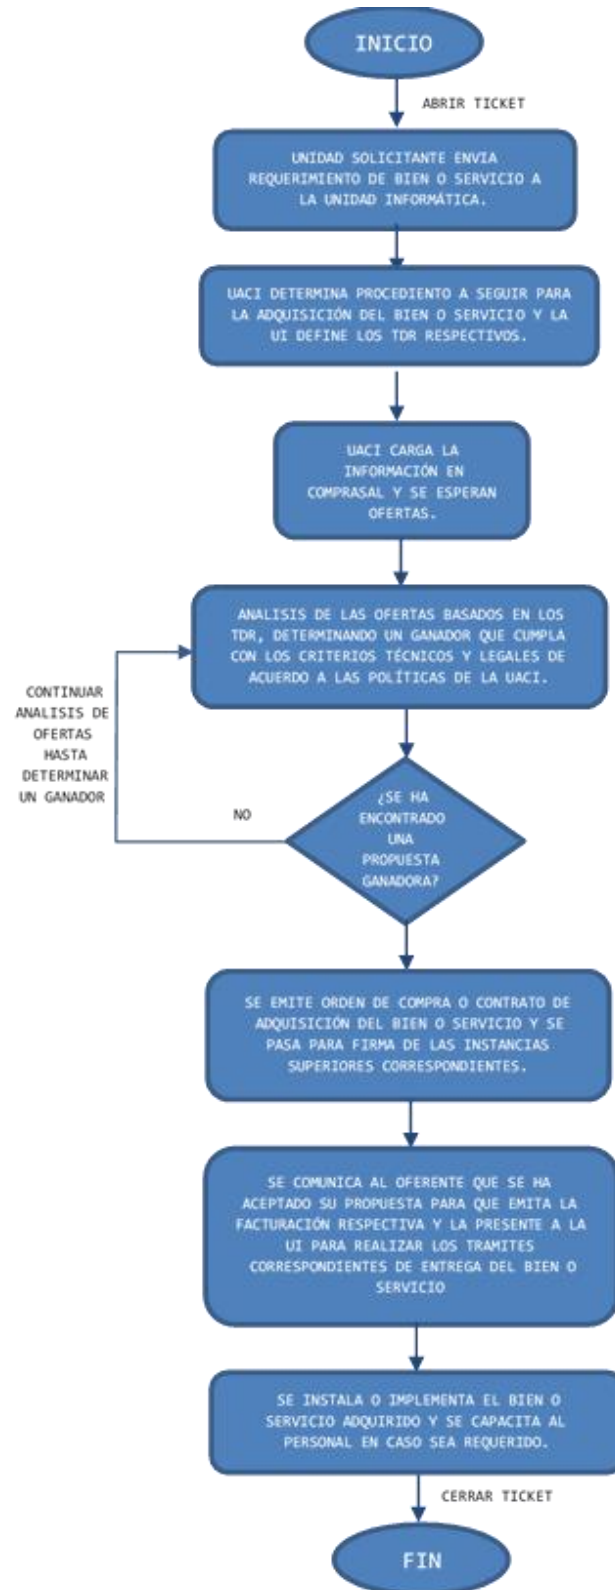 INICIO
ABRIR TICKET
UNIDAD SOLICITANTE ENVIA
REQUERIMIENTO DE BIEN O SERVICIO A
LA UNIDAD INFORMÁTICA.
UACI DETERMINA PROCEDIENTO A SEGUIR PARA
LA ADQUISICIÓN DEL BIEN O SERVICIO Y LA
UI DEFINE LOS TDR RESPECTIVOS.
UACI CARGA LA
INFORMACIÓN EN
COMPRASAL Y SE ESPERAN
OFERTAS.
ANALISIS DE LAS OFERTAS BASADOS EN LOS
TDR, DETERMINANDO UN GANADOR QUE CUMPLA
CON LOS CRITERIOS TÉCNICOS Y LEGALES DE
ACUERDO A LAS POLÍTICAS DE LA UACI.
CONTINUAR
ANALISIS DE
OFERTAS
HASTA
DETERMINAR
UN GANADOR
NO
¿SE HA
ENCONTRADO
UNA
PROPUESTA
GANADORA?
SE EMITE ORDEN DE COMPRA O CONTRATO DE
ADQUISICIÓN DEL BIEN O SERVICIO Y SE
PASA PARA FIRMA DE LAS INSTANCIAS
SUPERIORES CORRESPONDIENTES.
SE COMUNICA AL OFERENTE QUE SE HA
ACEPTADO SU PROPUESTA PARA QUE EMITA LA
FACTURACIÓN RESPECTIVA Y LA PRESENTE A LA
UI PARA REALIZAR LOS TRAMITES
CORRESPONDIENTES DE ENTREGA DEL BIEN O
SERVICIO
SE INSTALA O IMPLEMENTA EL BIEN O
SERVICIO ADQUIRIDO Y SE CAPACITA AL
PERSONAL EN CASO SEA REQUERIDO.
CERRAR TICKET
FIN